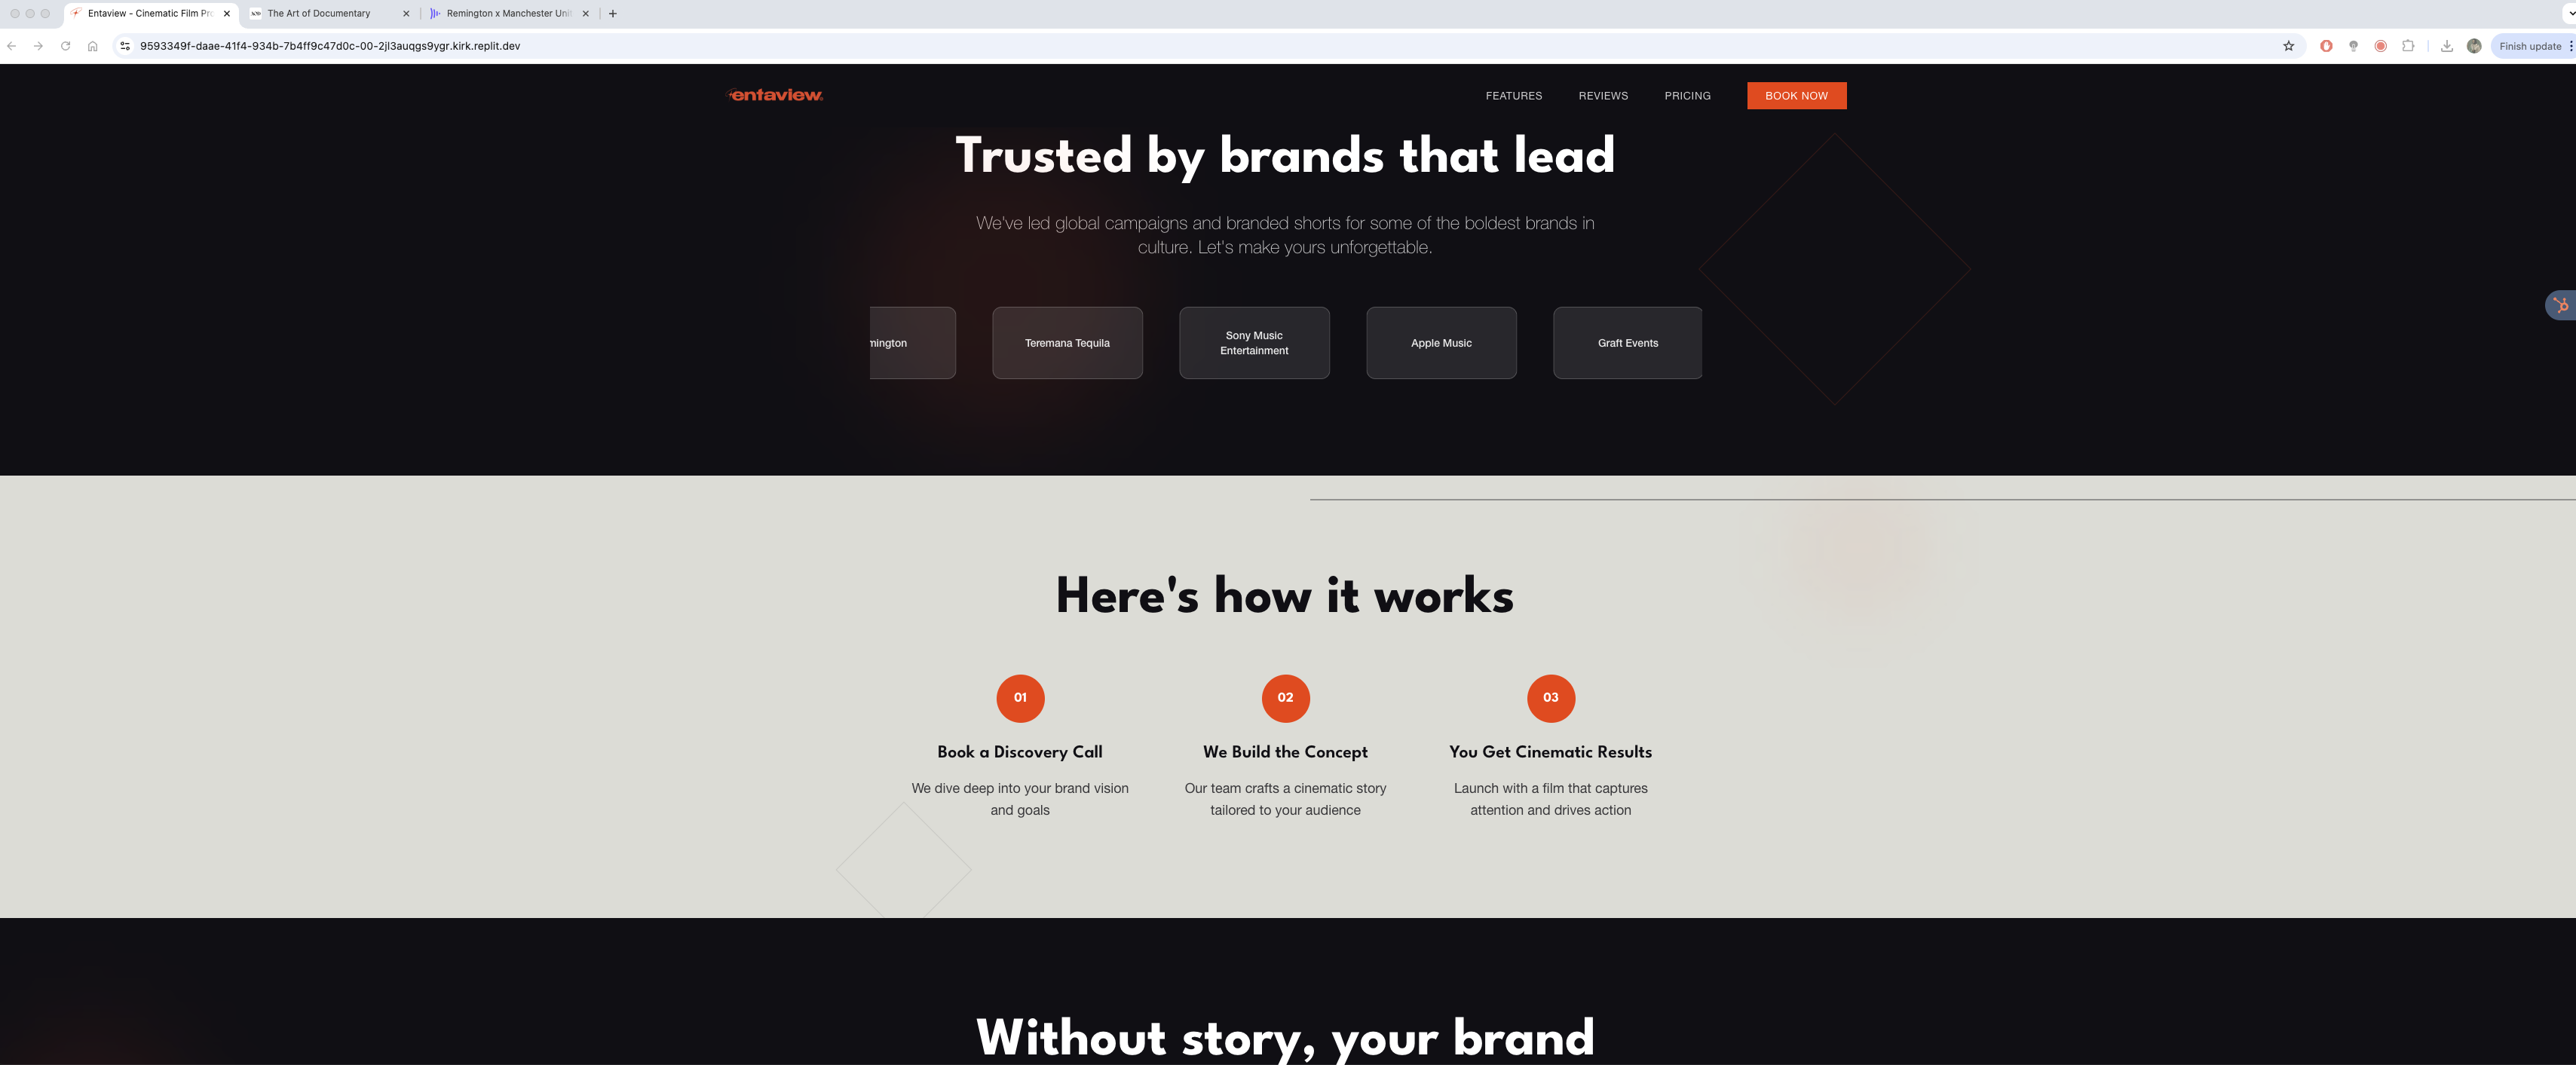 Entaview - Cinematic Film Pro
The Art of Documentary
Remington x Manchester Uni
9593349f-daae-41f4-934b-7b4ff9c47d0c-00-2jl3auqgs9ygr.kirk.replit.dev
Finish update
entaview
FEATURES
REVIEWS
PRICING
BOOK NOW
Trusted by brands that lead
We've led global campaigns and branded shorts for some of the boldest brands in
culture. Let's make yours unforgettable.
mington
Teremana Tequila
Sony Music
Entertainment
Apple Music
Graft Events
Here's how it works
01
Book a Discovery Call
We dive deep into your brand vision
and goals
02
We Build the Concept
Our team crafts a cinematic story
tailored to your audience
03
You Get Cinematic Results
Launch with a film that captures
attention and drives action
Without story, your brand